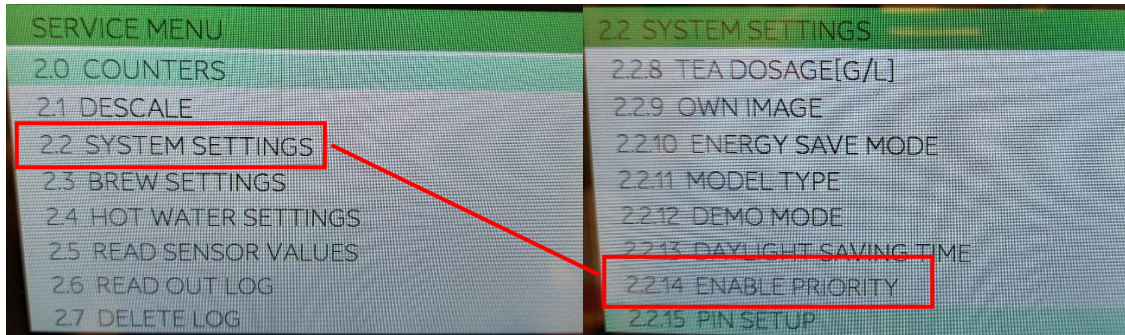 SERVICE MENU
2.0 COUNTERS
2.1 DESCALE
2.2 SYSTEM SETTINGS
2.3 BREW SETTINGS
2.4 HOT WATER SETTINGS
2.5 READ SENSOR VALUES
2.6 READ OUT LOG
2.7 DELETE LOG
2.2 SYSTEM SETTINGS
2.2.8 TEA DOSAGE[G/L]
2.2.9 OWN IMAGE
2.2.10 ENERGY SAVE MODE
2.2.11 MODEL TYPE
2.2.12 DEMO MODE
2.2.13 DAYLIGHT SAVING TIME
2.2.14 ENABLE PRIORITY
2.2.15 PIN SETUP